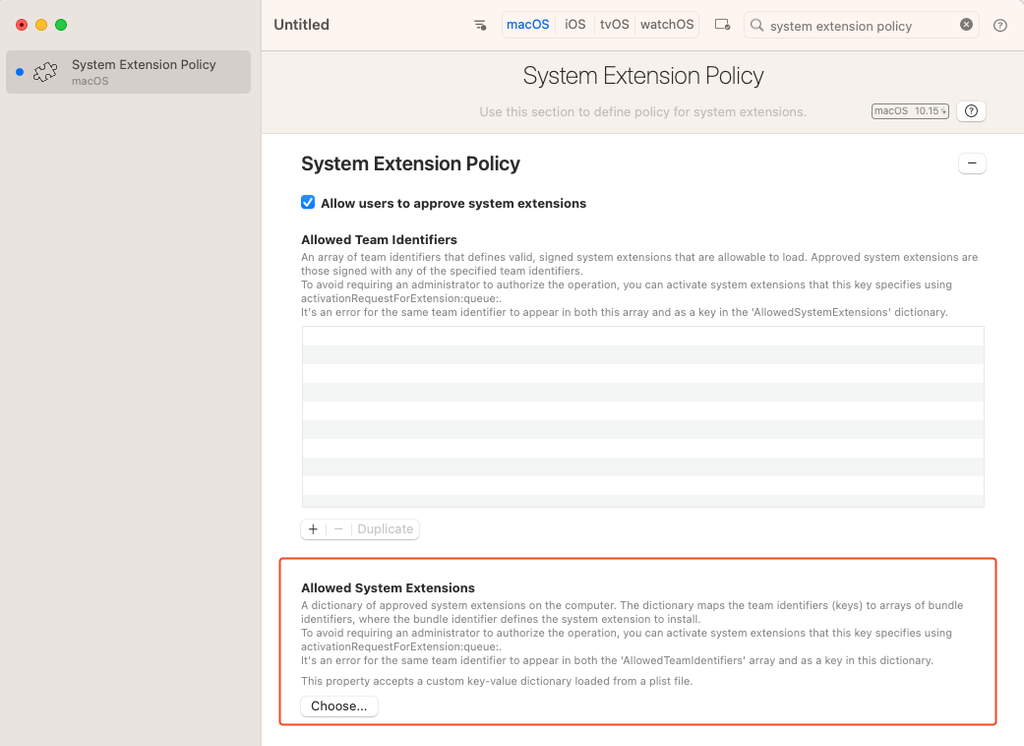 Untitled
macOS iOS tvOS watchOS
system extension policy
System Extension Policy
macOS
System Extension Policy
Use this section to define policy for system extensions.
macOS 10.15+
System Extension Policy
Allow users to approve system extensions
Allowed Team Identifiers
An array of team identifiers that defines valid, signed system extensions that are allowable to load. Approved system extensions are
those signed with any of the specified team identifiers.
To avoid requiring an administrator to authorize the operation, you can activate system extensions that this key specifies using
activationRequestForExtension:queue:.
It's an error for the same team identifier to appear in both this array and as a key in the 'AllowedSystemExtensions' dictionary.
+ − Duplicate
Allowed System Extensions
A dictionary of approved system extensions on the computer. The dictionary maps the team identifiers (keys) to arrays of bundle
identifiers, where the bundle identifier defines the system extension to install.
To avoid requiring an administrator to authorize the operation, you can activate system extensions that this key specifies using
activationRequestForExtension:queue:.
It's an error for the same team identifier to appear in both the 'AllowedTeamIdentifiers' array and as a key in this dictionary.
This property accepts a custom key-value dictionary loaded from a plist file.
Choose...